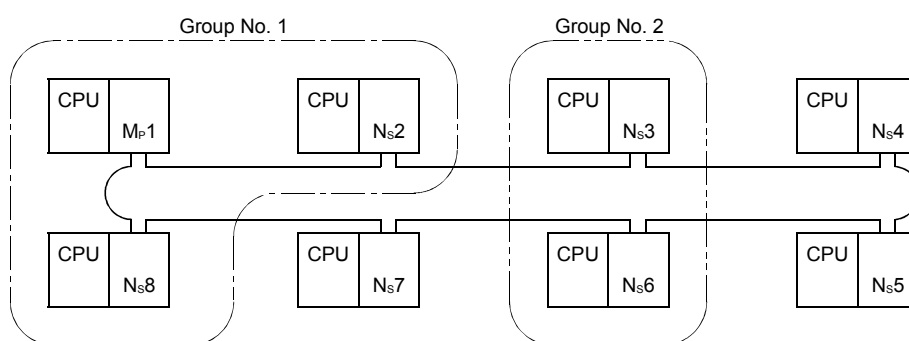 Group No. 1 Group No. 2
CPU CPU CPU CPU
MP1 NS2 NS3 NS4
CPU CPU CPU CPU
NS8 NS7 NS6 NS5